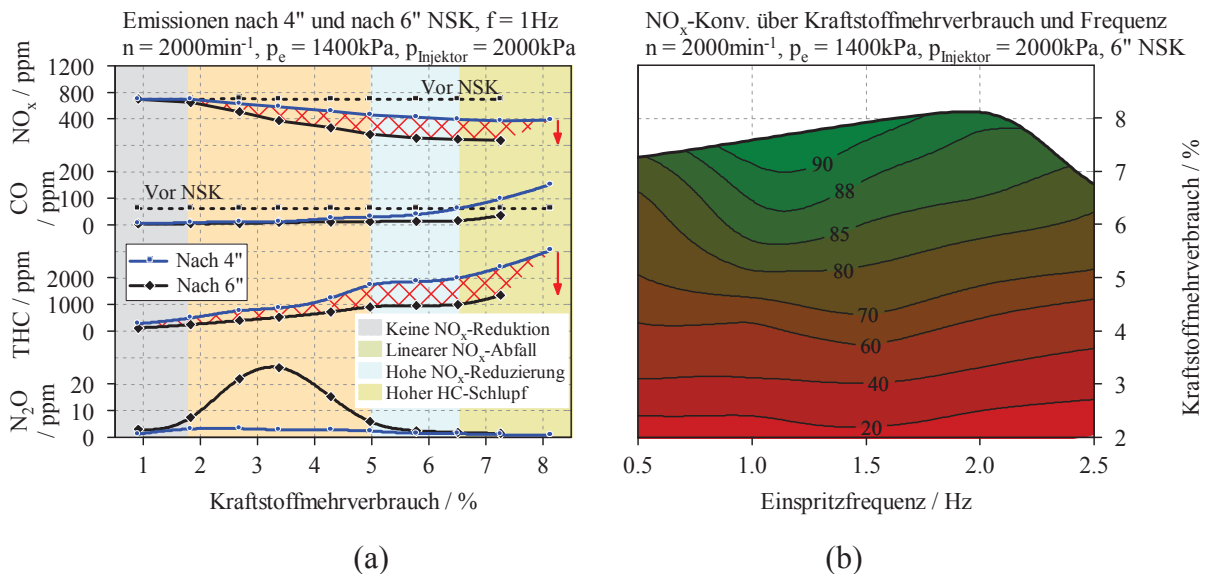 Emissionen nach 4" und nach 6" NSK, f = 1Hz
n = 2000min⁻¹, pₑ = 1400kPa, p_Injektor = 2000kPa
NOₓ / ppm
1200
800
400
Vor NSK
CO / ppm
200
100
0
Vor NSK
THC / ppm
2000
1000
0
Nach 4"
Nach 6"
Keine NOₓ-Reduktion
Linearer NOₓ-Abfall
Hohe NOₓ-Reduzierung
Hoher HC-Schlupf
N₂O / ppm
20
10
0
1 2 3 4 5 6 7 8
Kraftstoffmehrverbrauch / %
(a)
NOₓ-Konv. über Kraftstoffmehrverbrauch und Frequenz
n = 2000min⁻¹, pₑ = 1400kPa, p_Injektor = 2000kPa, 6" NSK
90
88
85
80
70
60
40
20
8
7
6
5
4
3
2
Kraftstoffmehrverbrauch / %
0.5 1.0 1.5 2.0 2.5
Einspritzfrequenz / Hz
(b)